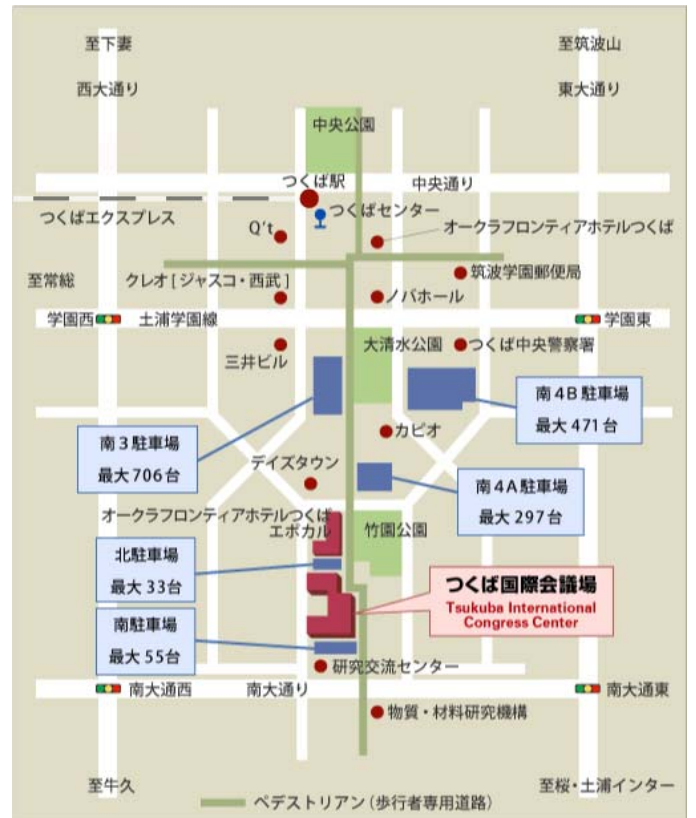 至下妻
至筑波山
西大通り
東大通り
中央公園
つくば駅
中央通り
つくばエクスプレス
つくばセンター
Q't
オークラフロンティアホテルつくば
筑波学園郵便局
至常総
クレオ [ジャスコ・西武]
ノバホール
学園西
土浦学園線
学園東
三井ビル
大清水公園
つくば中央警察署
南4B駐車場
最大471台
南3駐車場
最大706台
カピオ
デイズタウン
南4A駐車場
最大297台
オークラフロンティアホテルつくば
エポカル
竹園公園
北駐車場
最大33台
つくば国際会議場
Tsukuba International
Congress Center
南駐車場
最大55台
研究交流センター
南大通西
南大通り
南大通東
物質・材料研究機構
至牛久
至桜・土浦インター
ペデストリアン (歩行者専用道路)